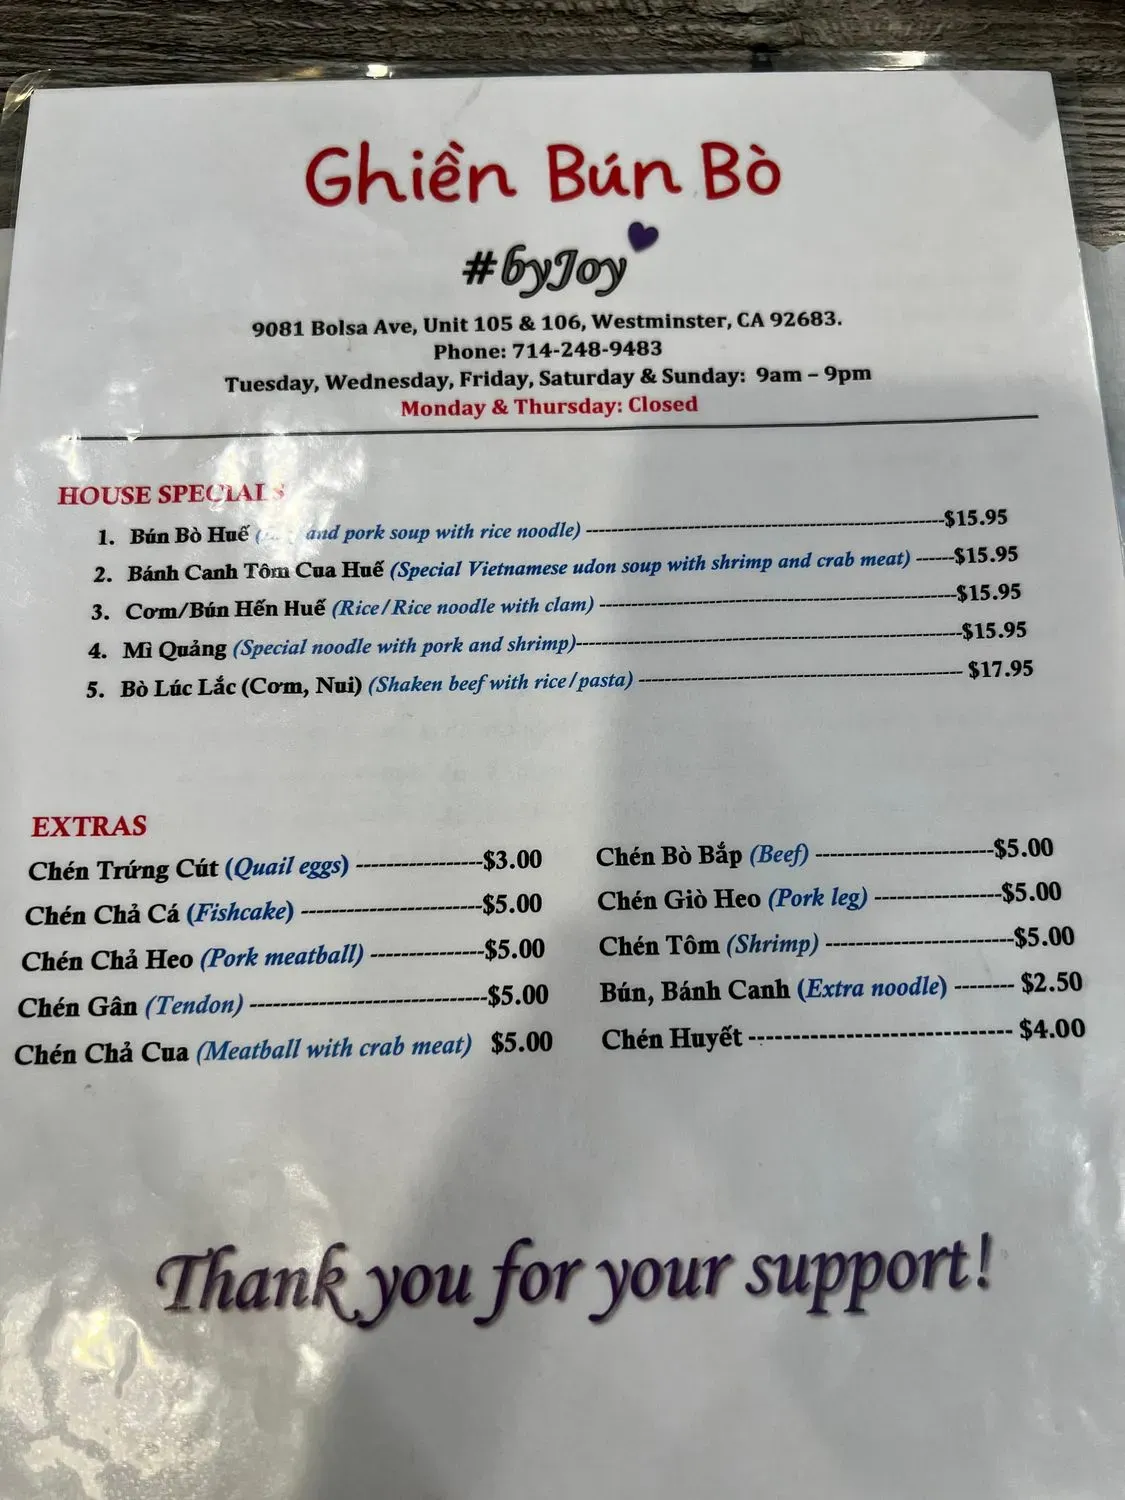 Ghiền Bún Bò
#byJoy
9081 Bolsa Ave, Unit 105 & 106, Westminster, CA 92683.
Phone: 714-248-9483
Tuesday, Wednesday, Friday, Saturday & Sunday: 9am – 9pm
Monday & Thursday: Closed
HOUSE SPECIALS
1. Bún Bò Huế and pork soup with rice noodle) $15.95
2. Bánh Canh Tôm Cua Huế (Special Vietnamese udon soup with shrimp and crab meat) $15.95
3. Cơm/Bún Hến Huế (Rice/Rice noodle with clam) $15.95
4. Mì Quảng (Special noodle with pork and shrimp) $15.95
5. Bò Lúc Lắc (Cơm, Nui) (Shaken beef with rice/pasta) $17.95
EXTRAS
Chén Trứng Cút (Quail eggs) $3.00
Chén Chả Cá (Fishcake) $5.00
Chén Chả Heo (Pork meatball) $5.00
Chén Gân (Tendon) $5.00
Chén Chả Cua (Meatball with crab meat) $5.00
Chén Bò Bắp (Beef) $5.00
Chén Giò Heo (Pork leg) $5.00
Chén Tôm (Shrimp) $5.00
Bún, Bánh Canh (Extra noodle) $2.50
Chén Huyết $4.00
Thank you for your support!